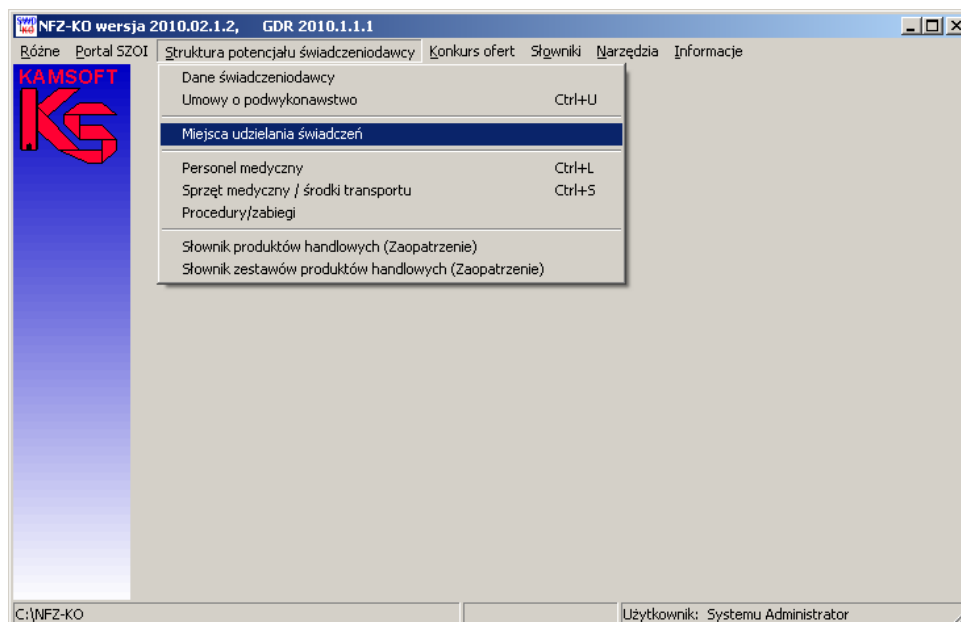 NFZ-KO wersja 2010.02.1.2, GDR 2010.1.1.1
Różne Portal SZOI Struktura potencjału świadczeniodawcy Konkurs ofert Słowniki Narzędzia Informacje
KAMSOFT
KS
Dane świadczeniodawcy
Umowy o podwykonawstwo Ctrl+U
Miejsca udzielania świadczeń
Personel medyczny Ctrl+L
Sprzęt medyczny / środki transportu Ctrl+S
Procedury/zabiegi
Słownik produktów handlowych (Zaopatrzenie)
Słownik zestawów produktów handlowych (Zaopatrzenie)
C:\NFZ-KO Użytkownik: Systemu Administrator